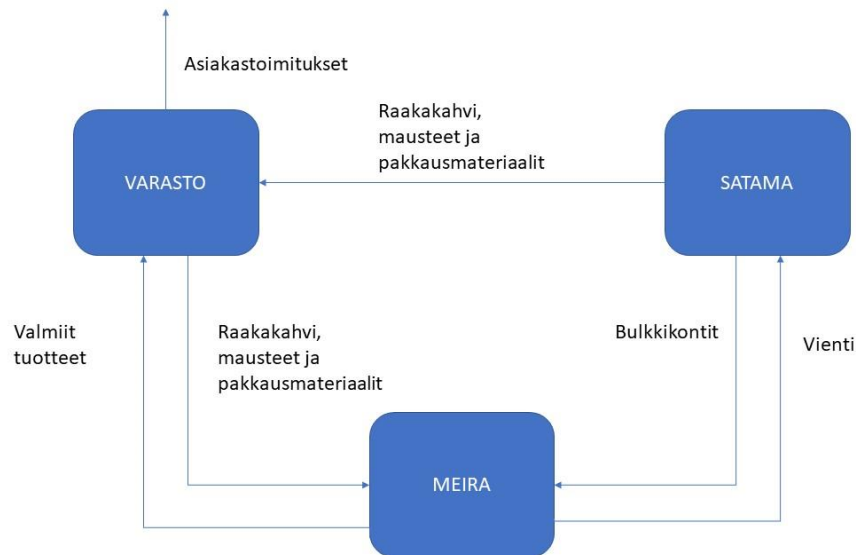 Asiakastoimitukset
Raakakahvi,
mausteet ja
pakkausmateriaalit
VARASTO
SATAMA
Valmiit
tuotteet
Raakakahvi,
mausteet ja
pakkausmateriaalit
Bulkkikontit
Vienti
MEIRA